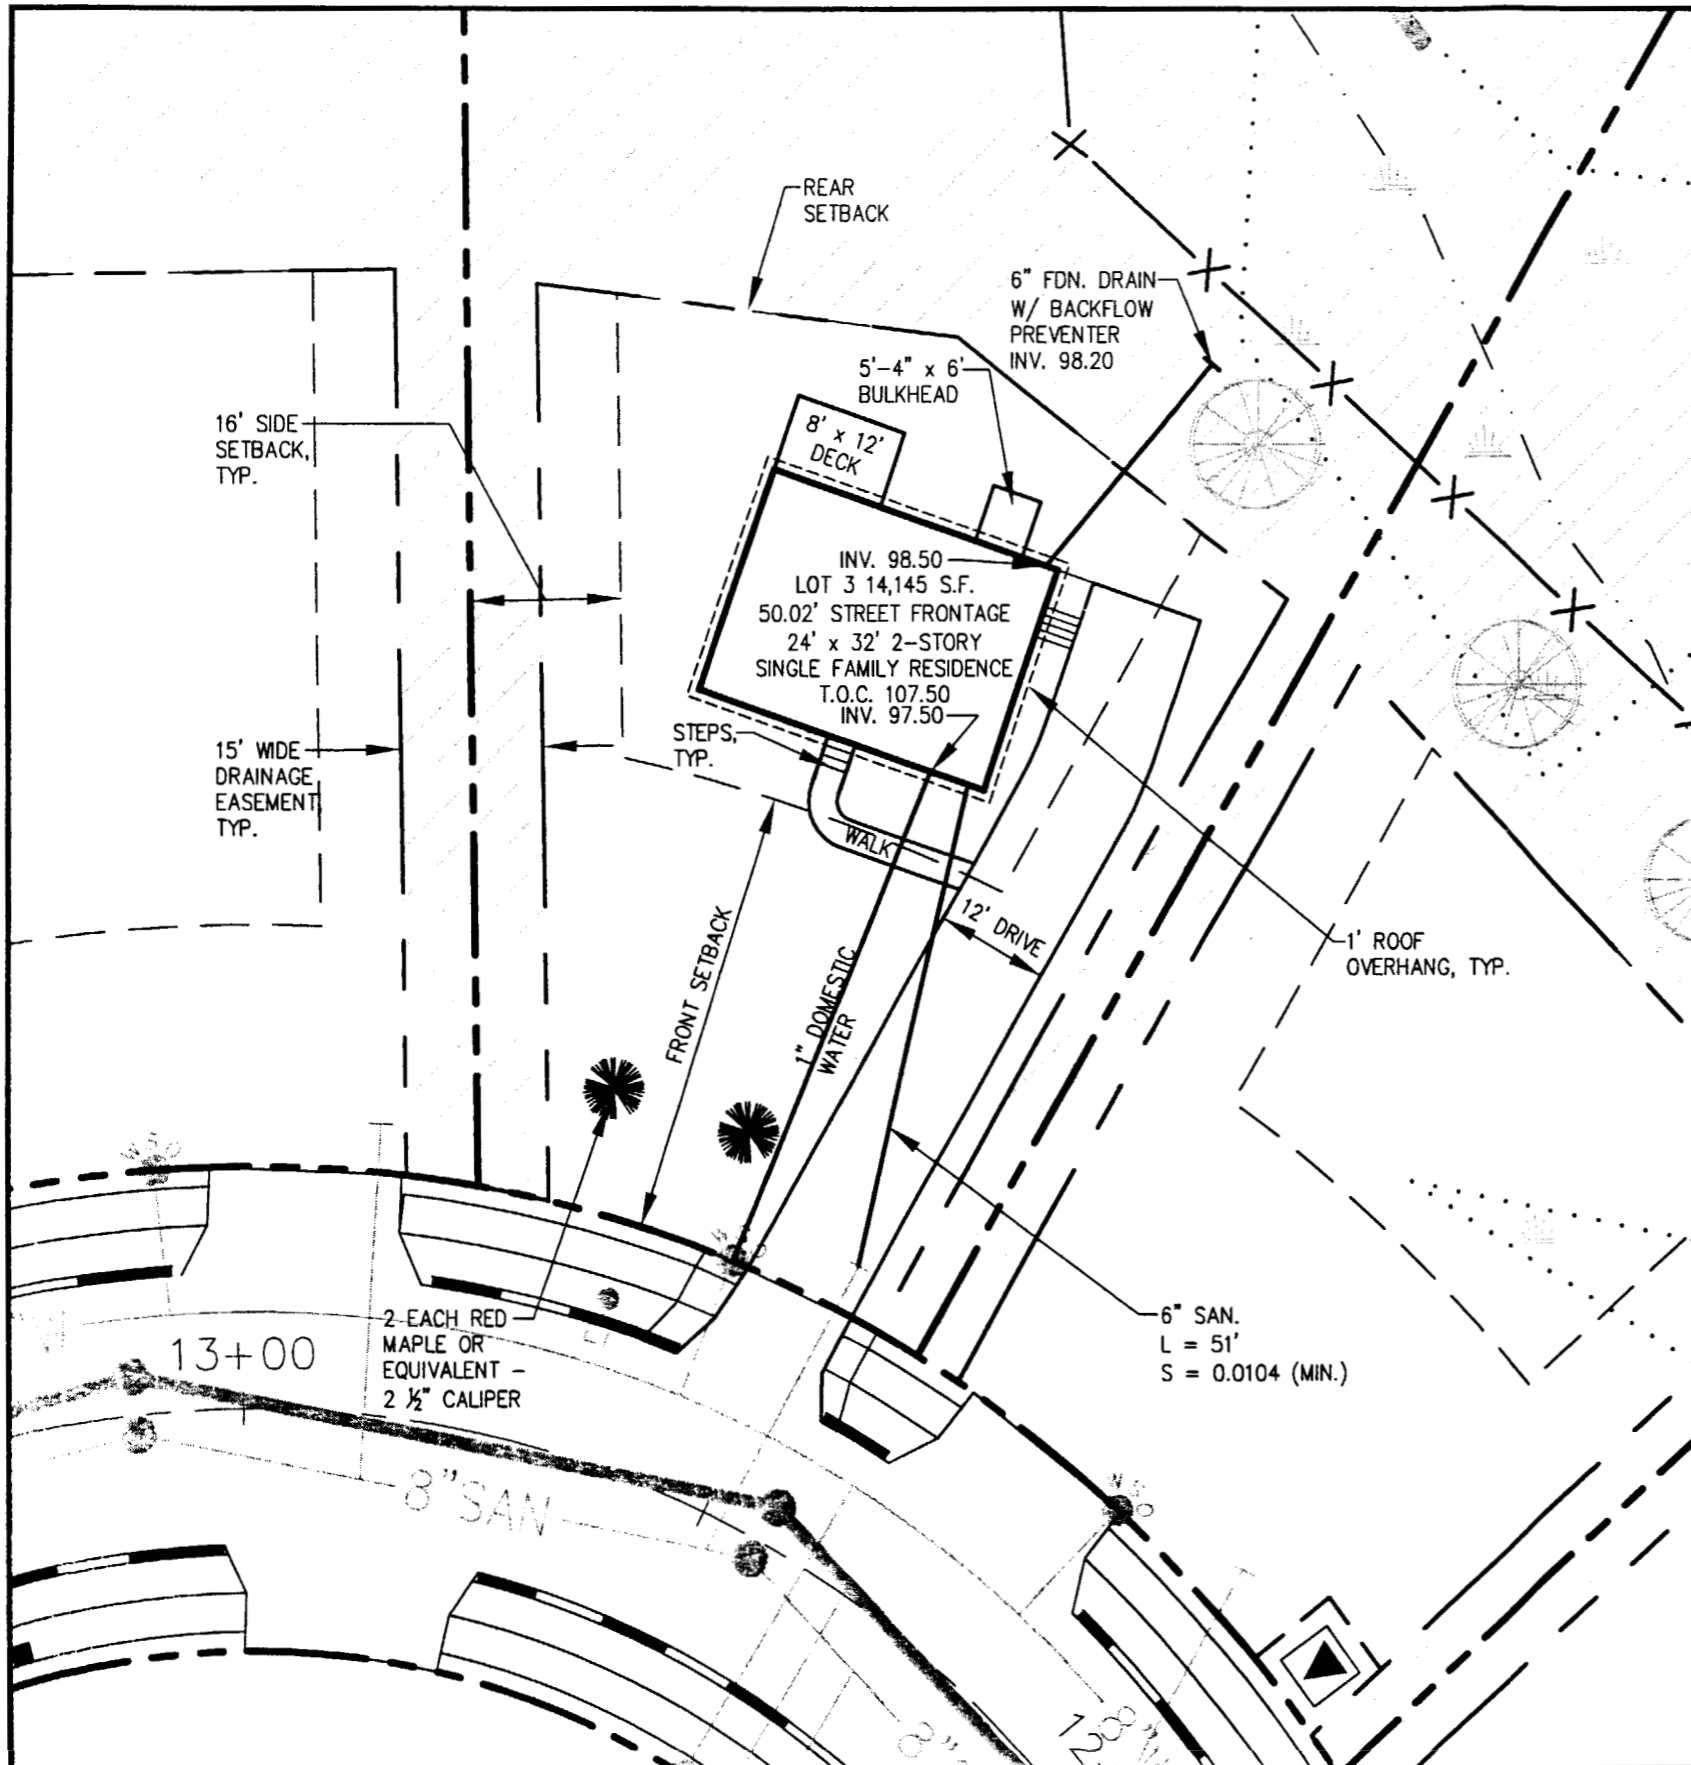 REAR
SETBACK
6" FDN. DRAIN
W/ BACKFLOW
PREVENTER
INV. 98.20
5'-4" x 6'
BULKHEAD
8' x 12'
DECK
16' SIDE
SETBACK,
TYP.
INV. 98.50
LOT 3 14,145 S.F.
50.02' STREET FRONTAGE
24' x 32' 2-STORY
SINGLE FAMILY RESIDENCE
T.O.C. 107.50
INV. 97.50
STEPS,
TYP.
15' WIDE
DRAINAGE
EASEMENT
TYP.
WALK
12' DRIVE
1' ROOF
OVERHANG, TYP.
FRONT SETBACK
1" DOMESTIC
WATER
2 EACH RED
MAPLE OR
EQUIVALENT -
2 ½" CALIPER
6" SAN.
L = 51'
S = 0.0104 (MIN.)
W
13+00
8"SAN